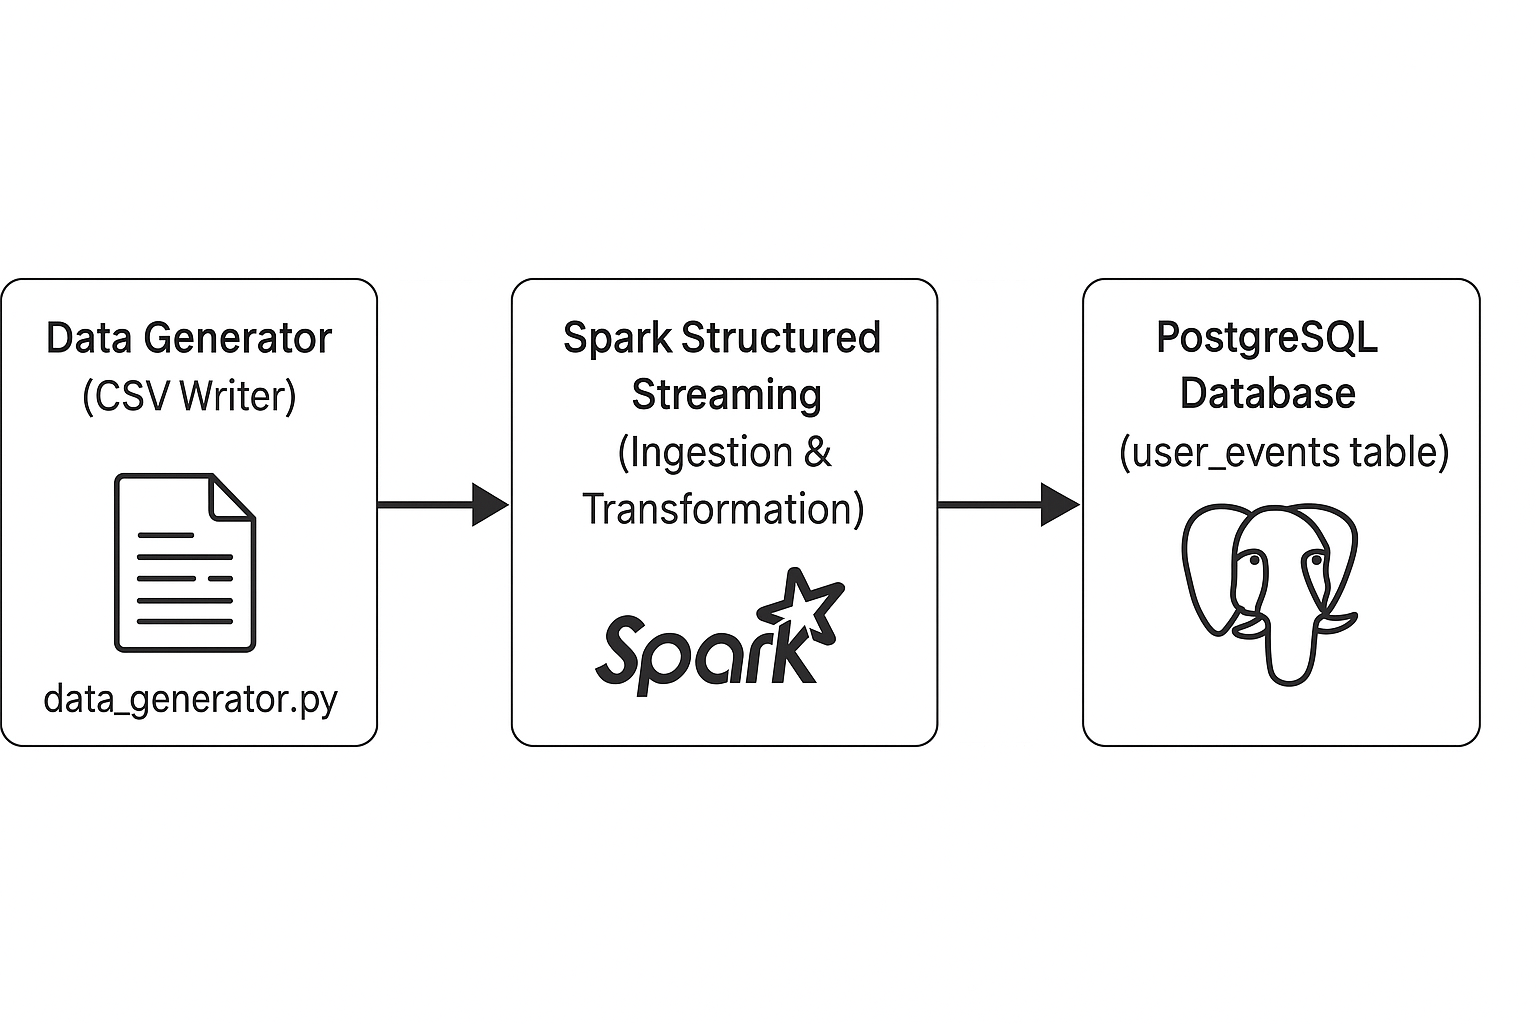 Data Generator
(CSV Writer)
data_generator.py
Spark Structured
Streaming
(Ingestion &
Transformation)
Spark
PostgreSQL
Database
(user_events table)